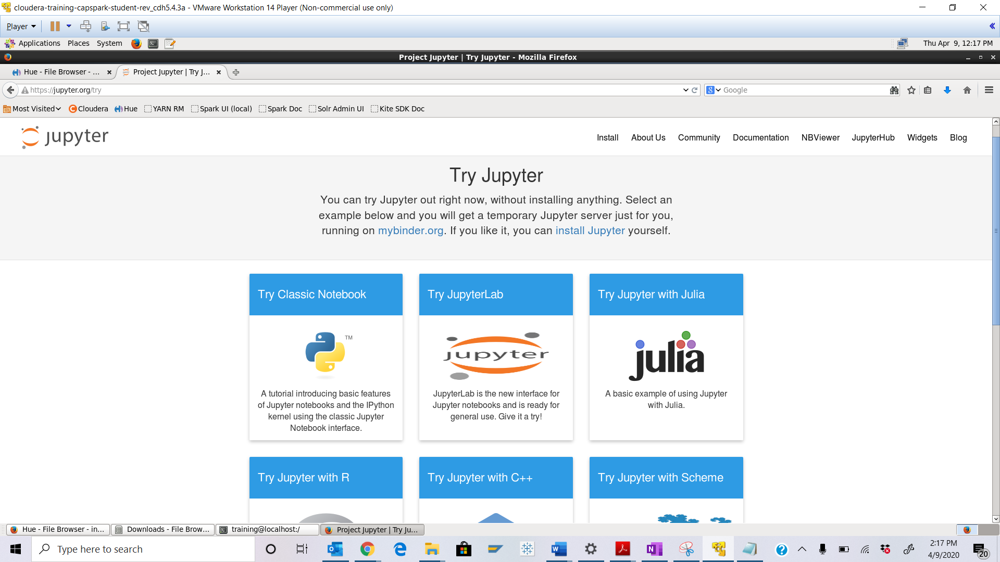 cloudera-training-capspark-student-rev_cdh5.4.3a - VMware Workstation 14 Player (Non-commercial use only)
Player
Applications Places System Thu Apr 9, 12:17 PM
Project Jupyter | Try Jupyter - Mozilla Firefox
Hue - File Browser - ... Project Jupyter | Try J...
https://jupyter.org/try Google
Most Visited Cloudera Hue YARN RM Spark UI (local) Spark Doc Solr Admin UI Kite SDK Doc
jupyter Install About Us Community Documentation NBViewer JupyterHub Widgets Blog
Try Jupyter
You can try Jupyter out right now, without installing anything. Select an
example below and you will get a temporary Jupyter server just for you,
running on mybinder.org. If you like it, you can install Jupyter yourself.
Try Classic Notebook
TM
A tutorial introducing basic features
of Jupyter notebooks and the IPython
kernel using the classic Jupyter
Notebook interface.
Try JupyterLab
jupyter
JupyterLab is the new interface for
Jupyter notebooks and is ready for
general use. Give it a try!
Try Jupyter with Julia
julia
A basic example of using Jupyter
with Julia.
Try Jupyter with R
Try Jupyter with C++
Try Jupyter with Scheme
Hue - File Browser - in... Downloads - File Brow... training@localhost:/ Project Jupyter | Try Ju...
Type here to search
2:17 PM
4/9/2020
20